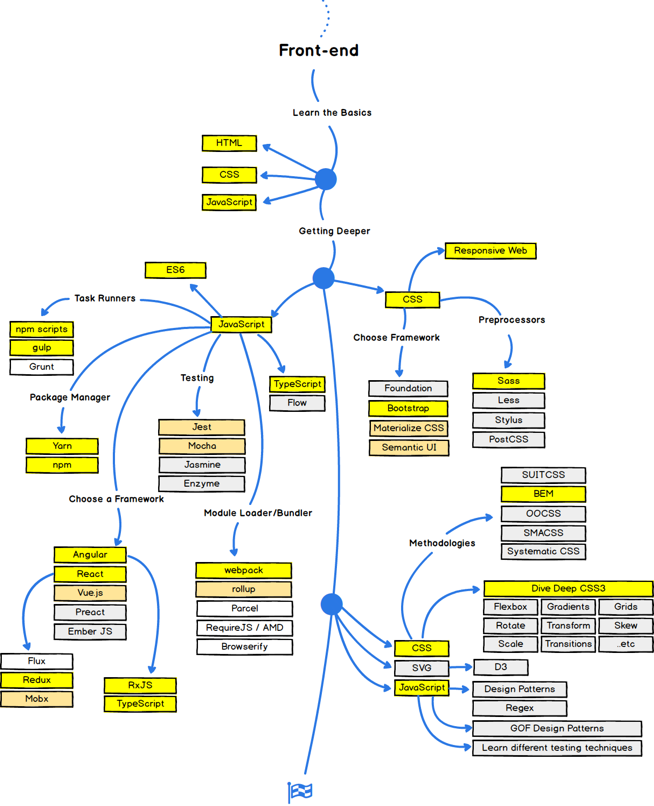 Front-end
Learn the Basics
HTML
CSS
JavaScript
Getting Deeper
Responsive Web
ES6
CSS
Task Runners
JavaScript
Preprocessors
npm scripts
gulp
Grunt
Choose Framework
Package Manager
Testing
TypeScript
Flow
Foundation
Bootstrap
Materialize CSS
Semantic UI
Sass
Less
Stylus
PostCSS
Yarn
npm
Jest
Mocha
Jasmine
Enzyme
Choose a Framework
Module Loader/Bundler
SUITCSS
BEM
OOCSS
SMACSS
Systematic CSS
Methodologies
Angular
React
Vue.js
Preact
Ember JS
webpack
rollup
Parcel
RequireJS / AMD
Browserify
Dive Deep CSS3
Flexbox Gradients Grids
Rotate Transform Skew
Scale Transitions ..etc
Flux
Redux
Mobx
RxJS
TypeScript
CSS
SVG
JavaScript
D3
Design Patterns
Regex
GOF Design Patterns
Learn different testing techniques